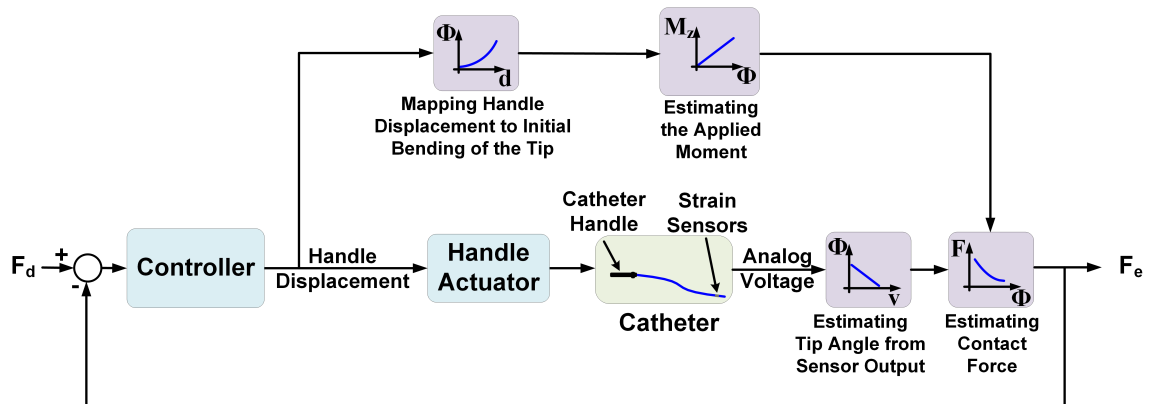 Φ
d
Mapping Handle
Displacement to Initial
Bending of the Tip
Mz
Φ
Estimating
the Applied
Moment
Fd
+
-
Controller
Handle
Displacement
Handle
Actuator
Catheter
Handle
Strain
Sensors
Catheter
Analog
Voltage
Φ
v
Estimating
Tip Angle from
Sensor Output
F
Φ
Estimating
Contact
Force
Fe